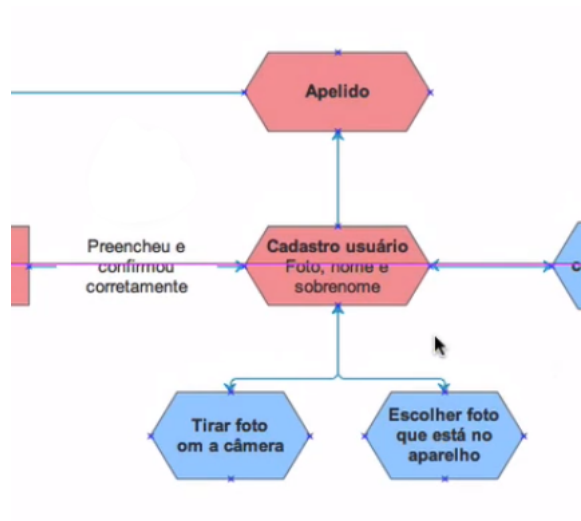 Apelido
Preencheu e
confirmou
corretamente
Cadastro usuário
Foto, nome e
sobrenome
c
Tirar foto
om a câmera
Escolher foto
que está no
aparelho